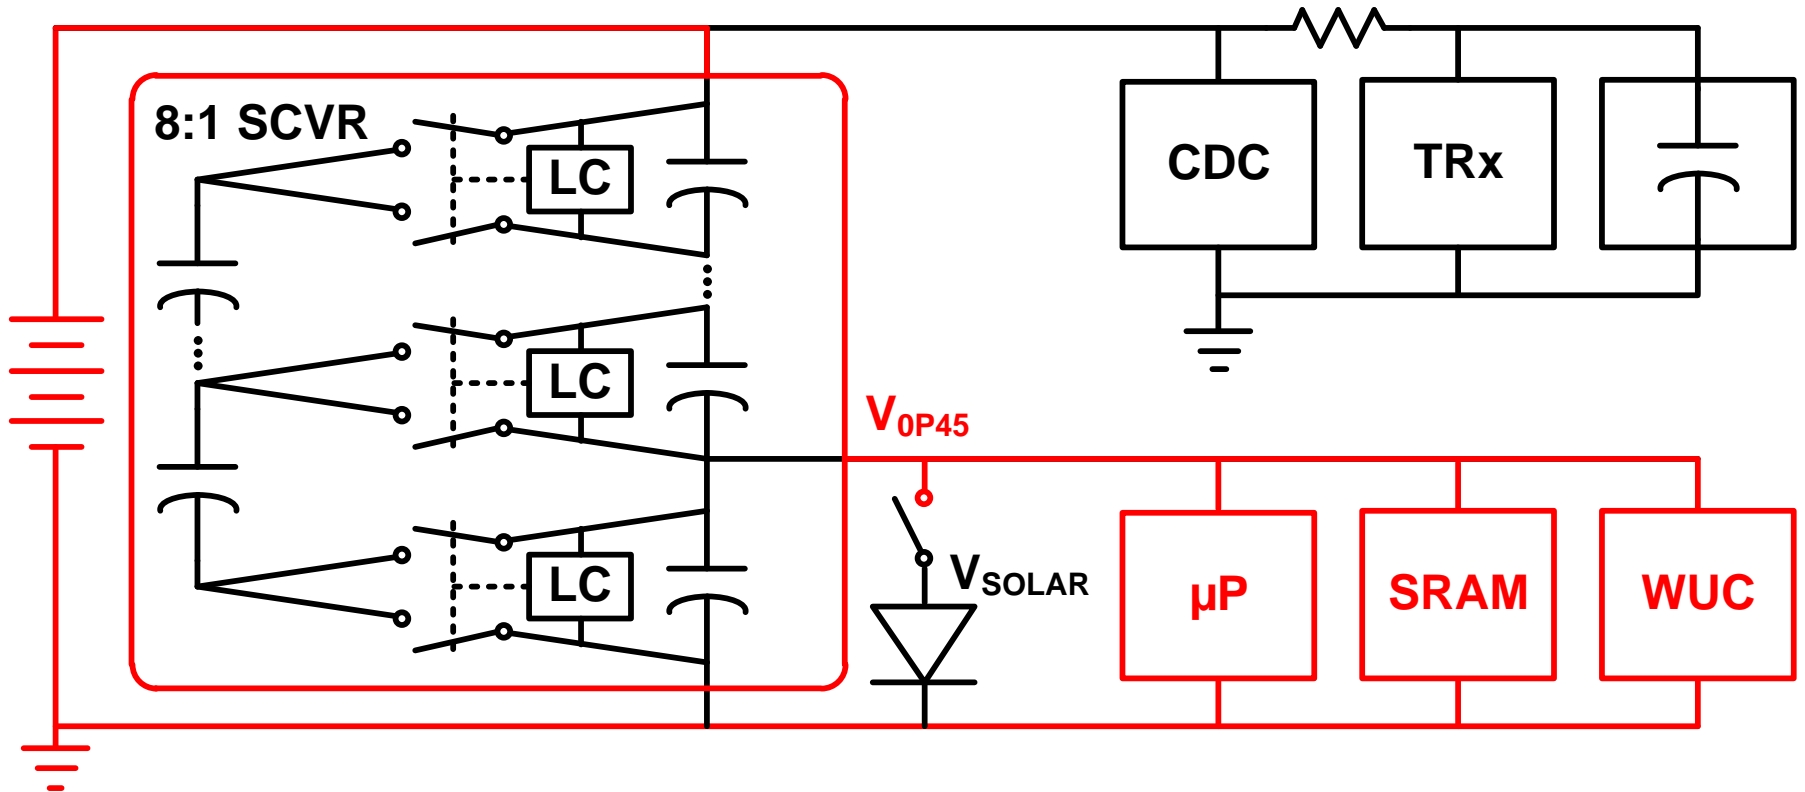 8:1 SCVR
LC
CDC
TRx
LC
V0P45
LC
VSOLAR
µP
SRAM
WUC